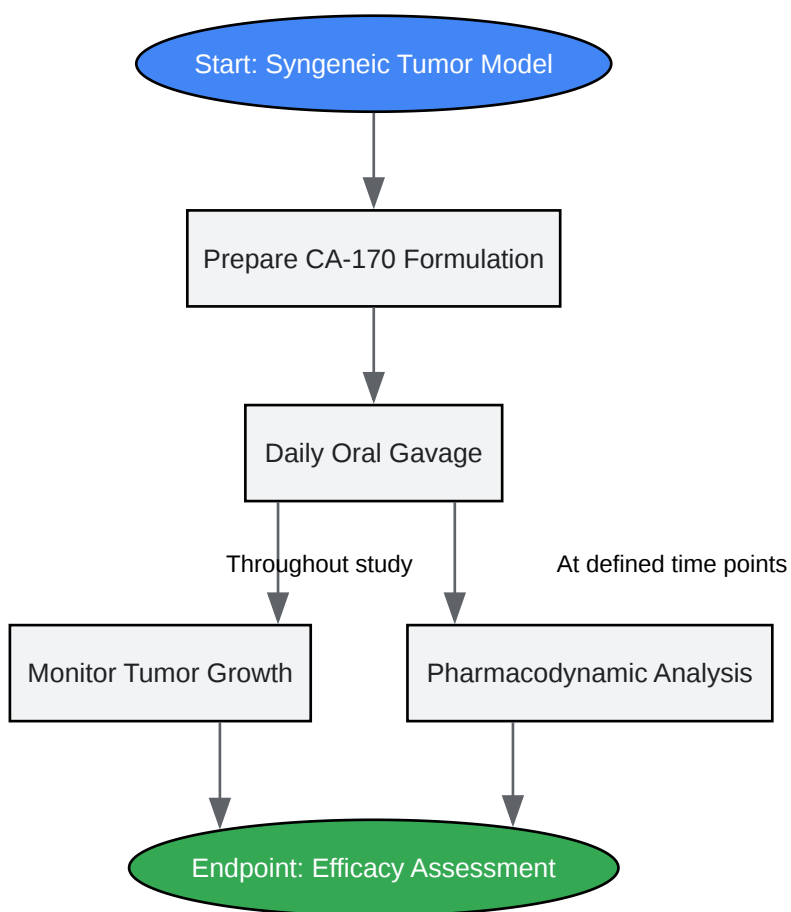 Start: Syngeneic Tumor Model
Prepare CA-170 Formulation
Daily Oral Gavage
Throughout study
At defined time points
Monitor Tumor Growth
Pharmacodynamic Analysis
Endpoint: Efficacy Assessment